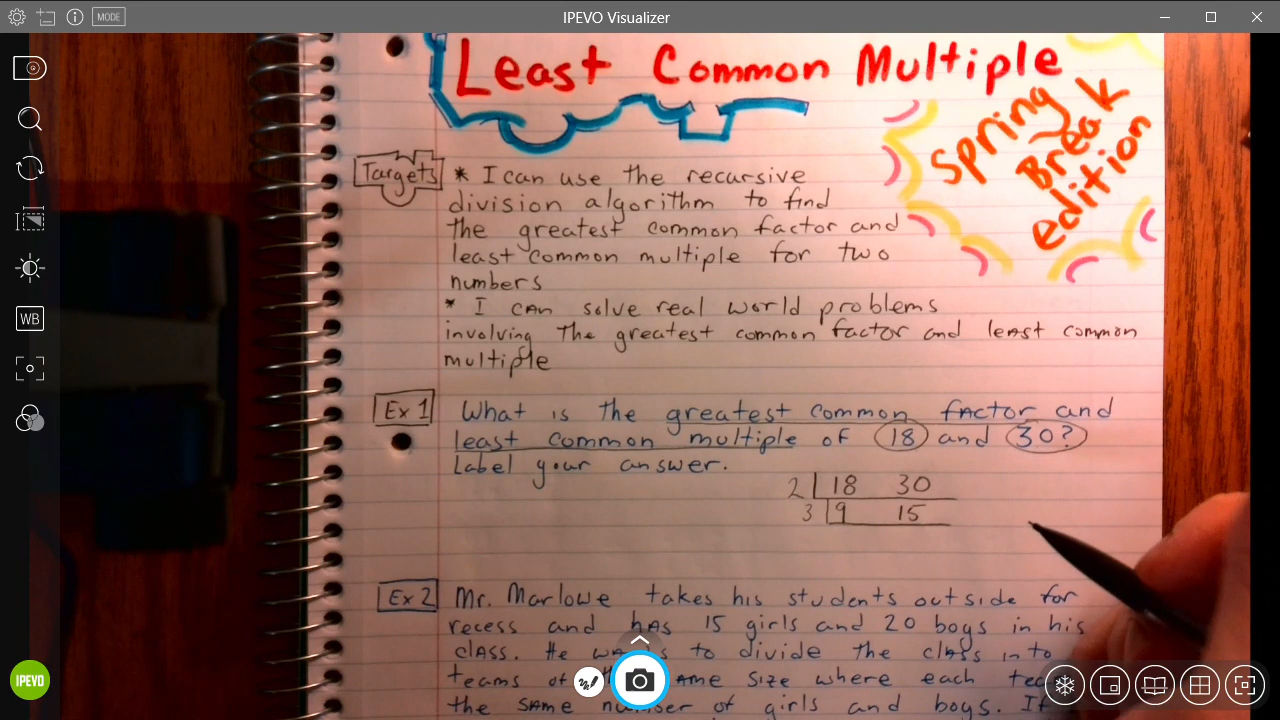 IPEVO Visualizer
MODE
Least Common Multiple
Spring
Break
edition
Targets * I can use the recursive
division algorithm to find
the greatest common factor and
least common multiple for two
numbers
* I can solve real world problems
involving the greatest common factor and least common
multiple
Ex 1 What is the greatest common factor and
least common multiple of 18 and 30?
Label your answer.
2 18 30
3 9 15
Ex 2 Mr. Marlowe takes his students outside for
recess and has 15 girls and 20 boys in his
class. He to divide the class into
teams of size where each
the same number of girls and boys. If
WB
IPEVO